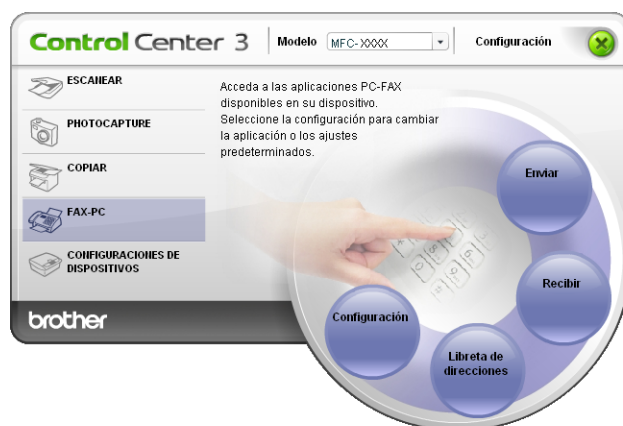 Control Center 3
Modelo MFC-XXXX
Configuración
ESCANEAR
PHOTOCAPTURE
COPIAR
FAX-PC
CONFIGURACIONES DE
DISPOSITIVOS
brother
Acceda a las aplicaciones PC-FAX
disponibles en su dispositivo.
Seleccione la configuración para cambiar
la aplicación o los ajustes
predeterminados.
Enviar
Recibir
Libreta de
direcciones
Configuración